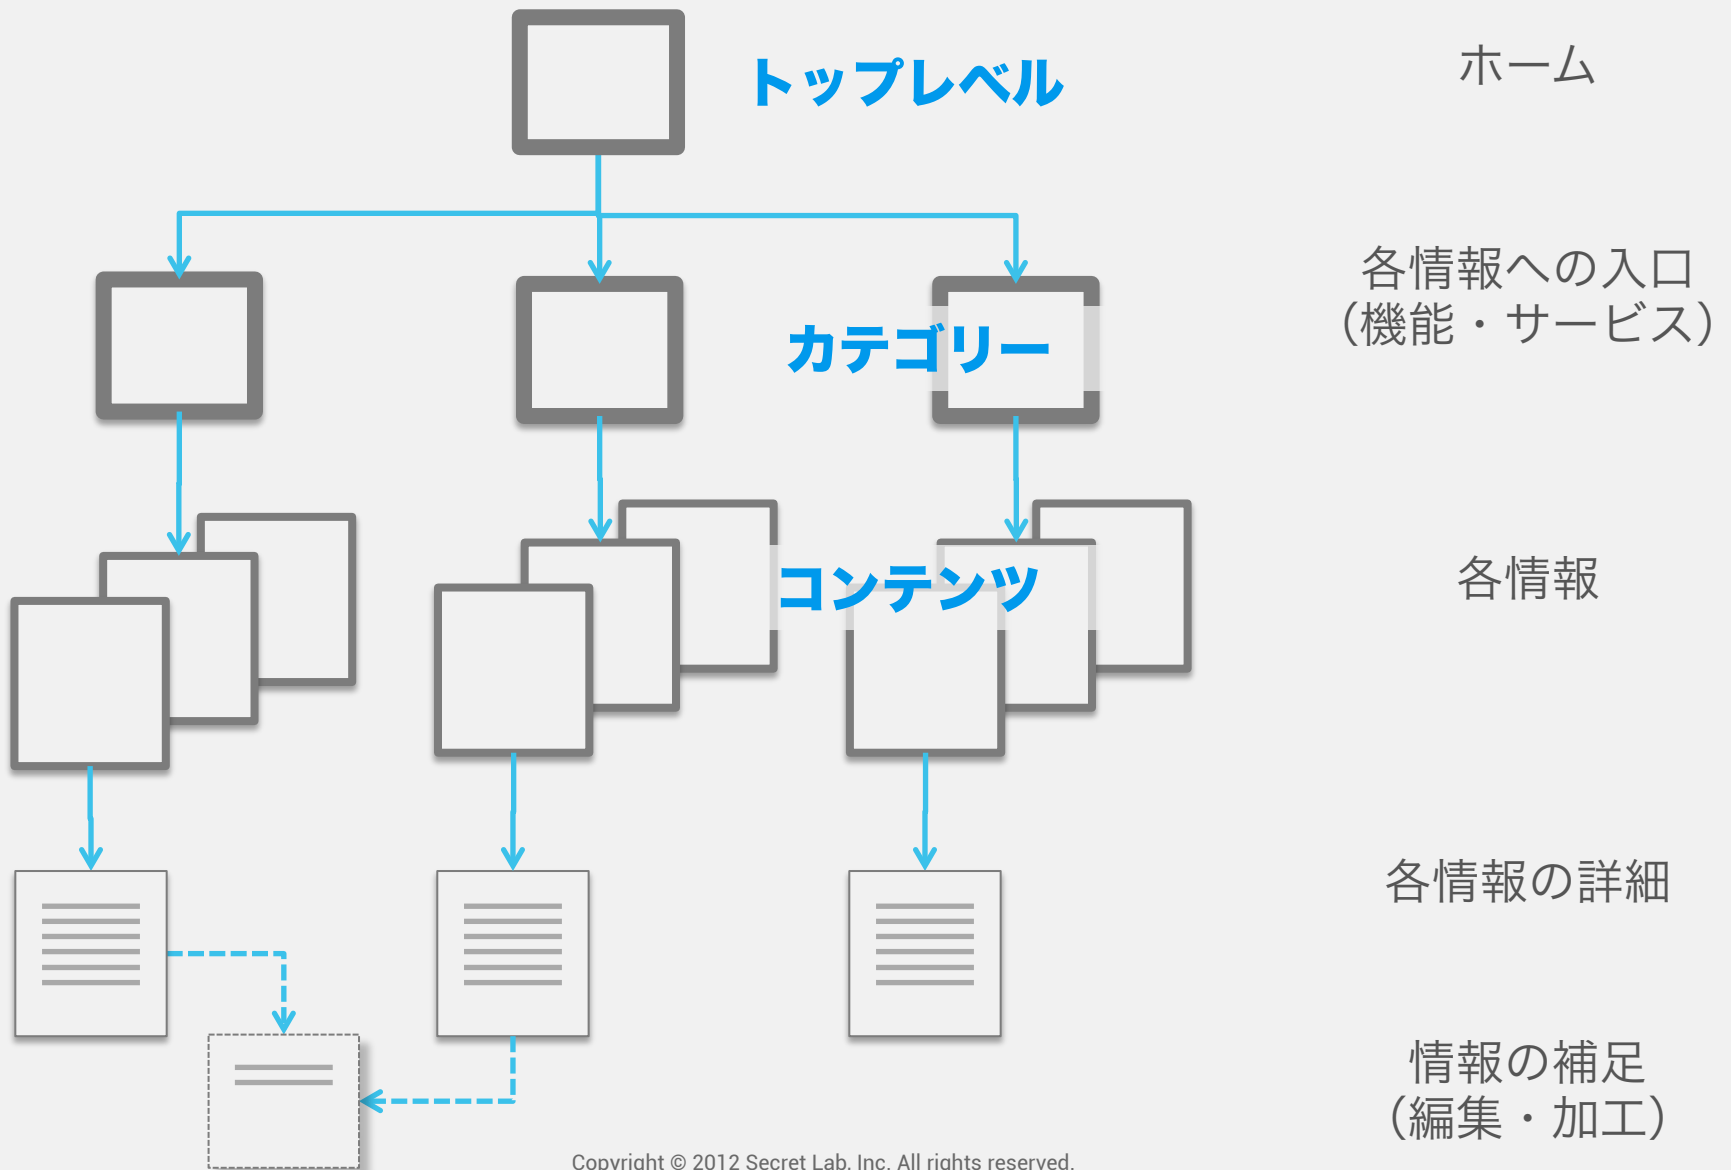 トップレベル
ホーム
各情報への入口
（機能・サービス）
カテゴリー
コンテンツ
各情報
各情報の詳細
情報の補足
（編集・加工）
Copyright © 2012 Secret Lab, Inc. All rights reserved.